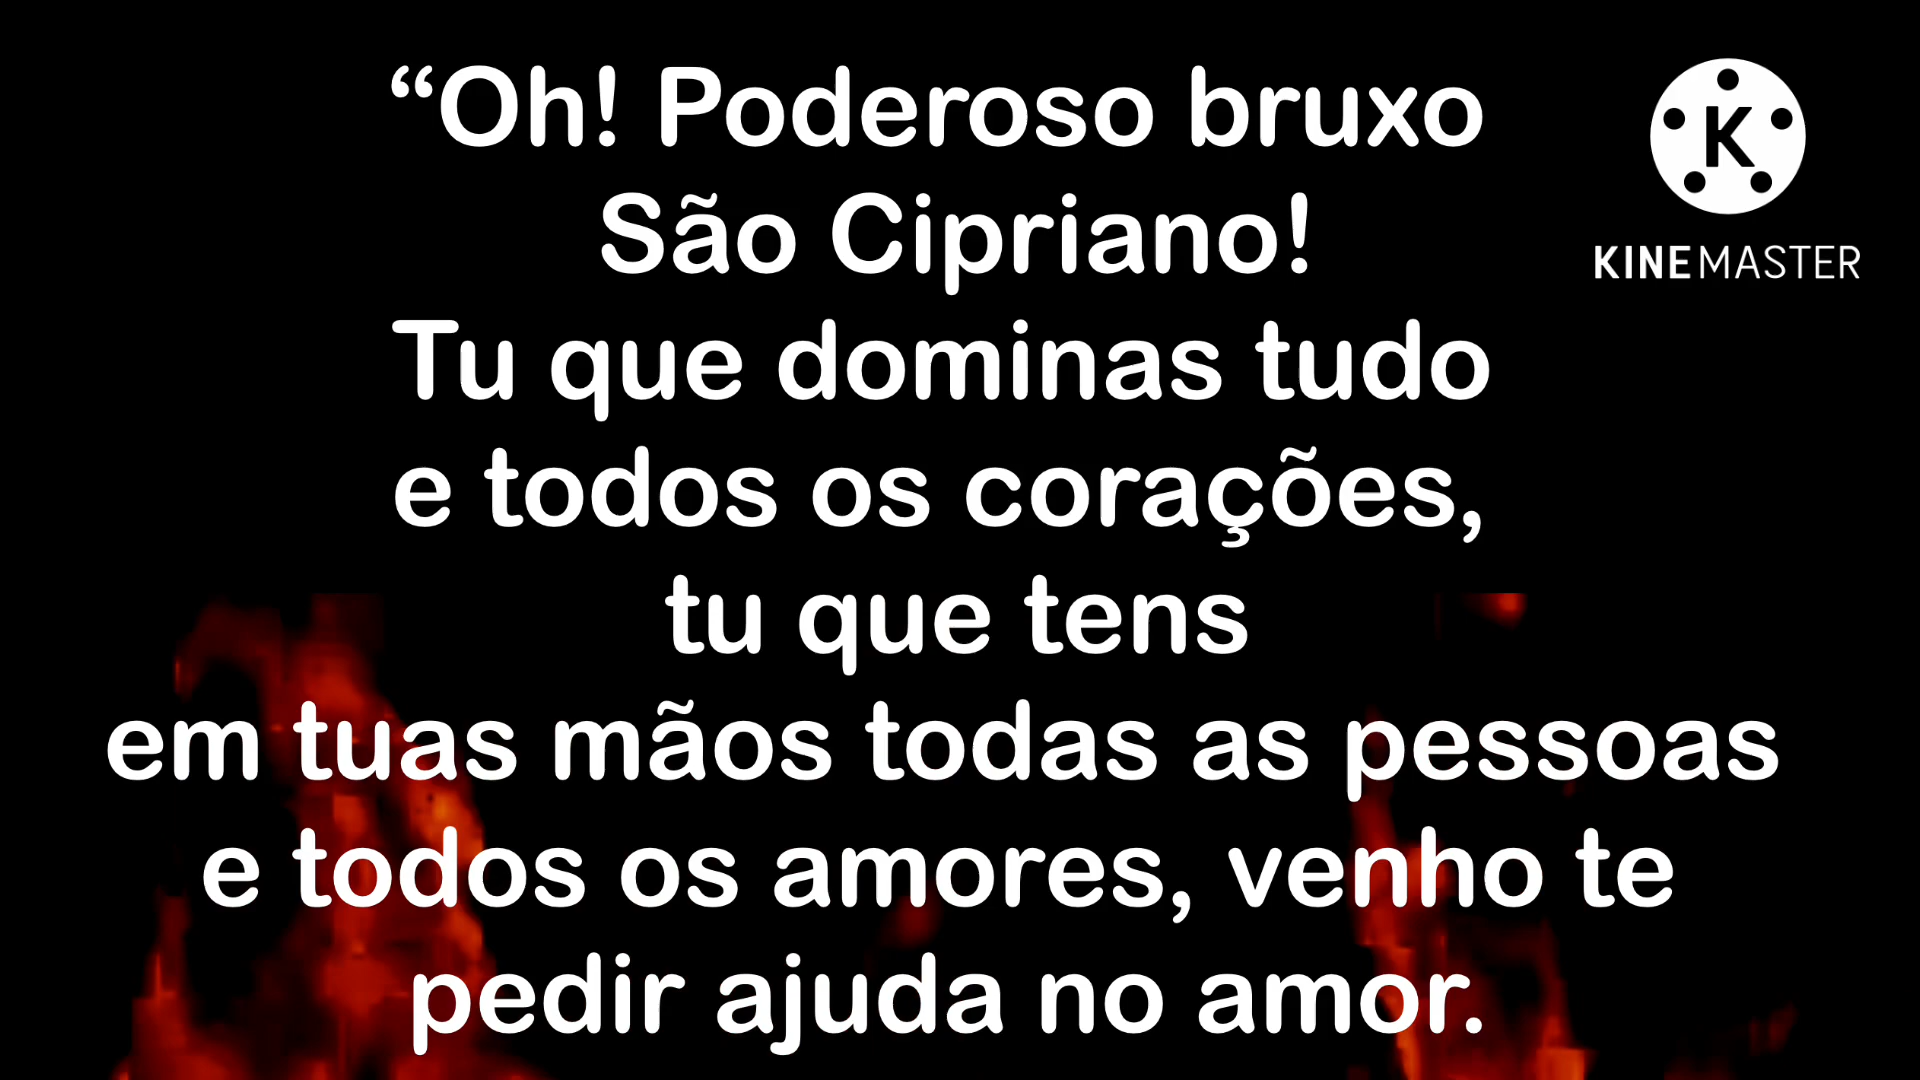 “Oh! Poderoso bruxo
São Cipriano!
Tu que dominas tudo
e todos os corações,
tu que tens
em tuas mãos todas as pessoas
e todos os amores, venho te
pedir ajuda no amor.
K
KINEMASTER